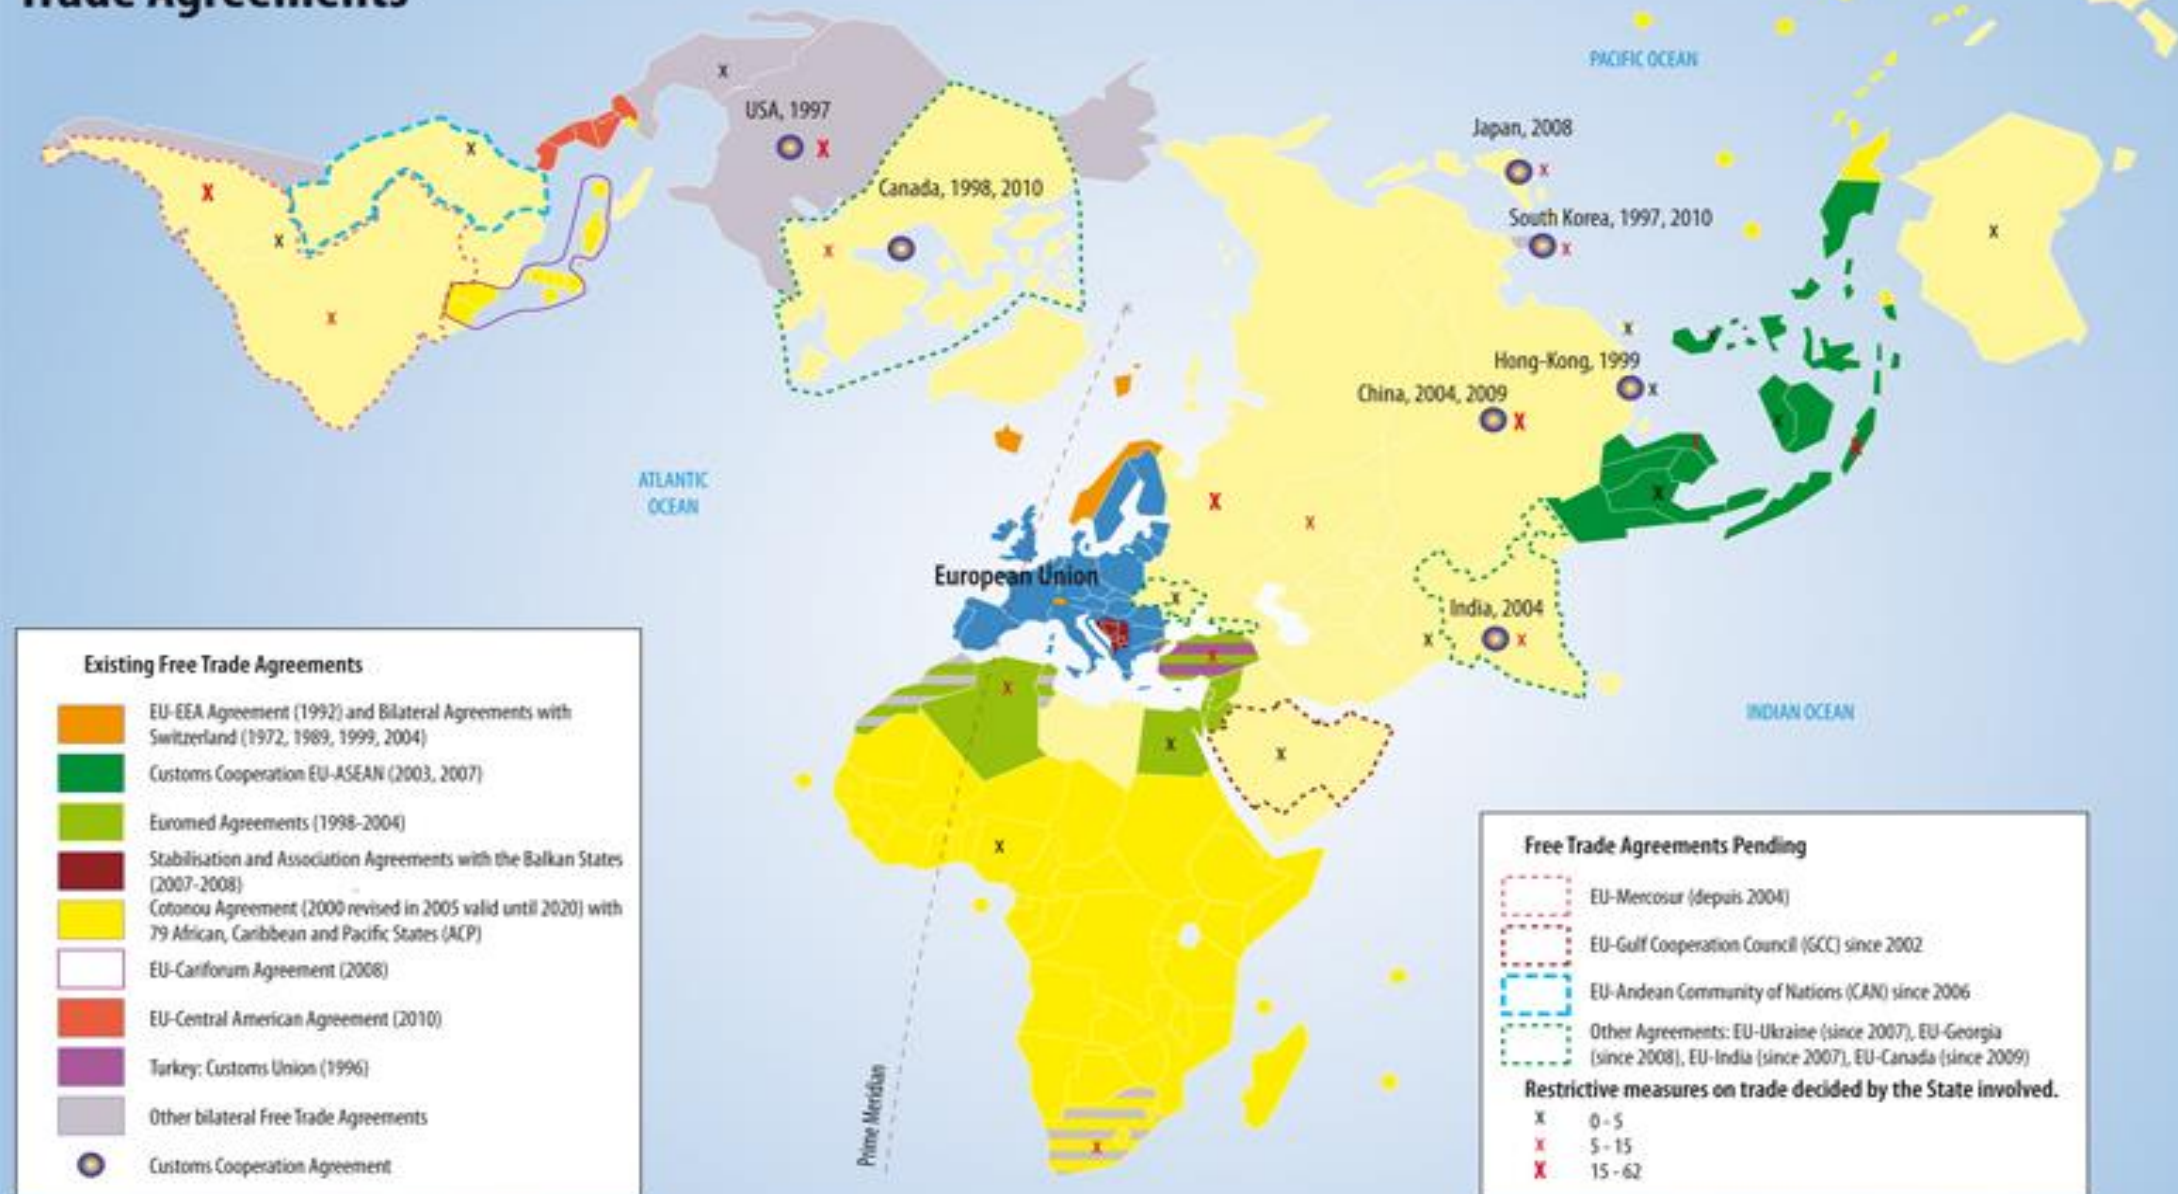 Trade Agreements
PACIFIC OCEAN
USA, 1997
Japan, 2008
Canada, 1998, 2010
South Korea, 1997, 2010
Hong-Kong, 1999
China, 2004, 2009
ATLANTIC
OCEAN
European Union
India, 2004
INDIAN OCEAN
Prime Meridian
Existing Free Trade Agreements
EU-EEA Agreement (1992) and Bilateral Agreements with
Switzerland (1972, 1989, 1999, 2004)
Customs Cooperation EU-ASEAN (2003, 2007)
Euromed Agreements (1998-2004)
Stabilisation and Association Agreements with the Balkan States
(2007-2008)
Cotonou Agreement (2000 revised in 2005 valid until 2020) with
79 African, Caribbean and Pacific States (ACP)
EU-Cariforum Agreement (2008)
EU-Central American Agreement (2010)
Turkey: Customs Union (1996)
Other bilateral Free Trade Agreements
Customs Cooperation Agreement
Free Trade Agreements Pending
EU-Mercosur (depuis 2004)
EU-Gulf Cooperation Council (GCC) since 2002
EU-Andean Community of Nations (CAN) since 2006
Other Agreements: EU-Ukraine (since 2007), EU-Georgia
(since 2008), EU-India (since 2007), EU-Canada (since 2009)
Restrictive measures on trade decided by the State involved.
X 0 - 5
X 5 - 15
X 15 - 62